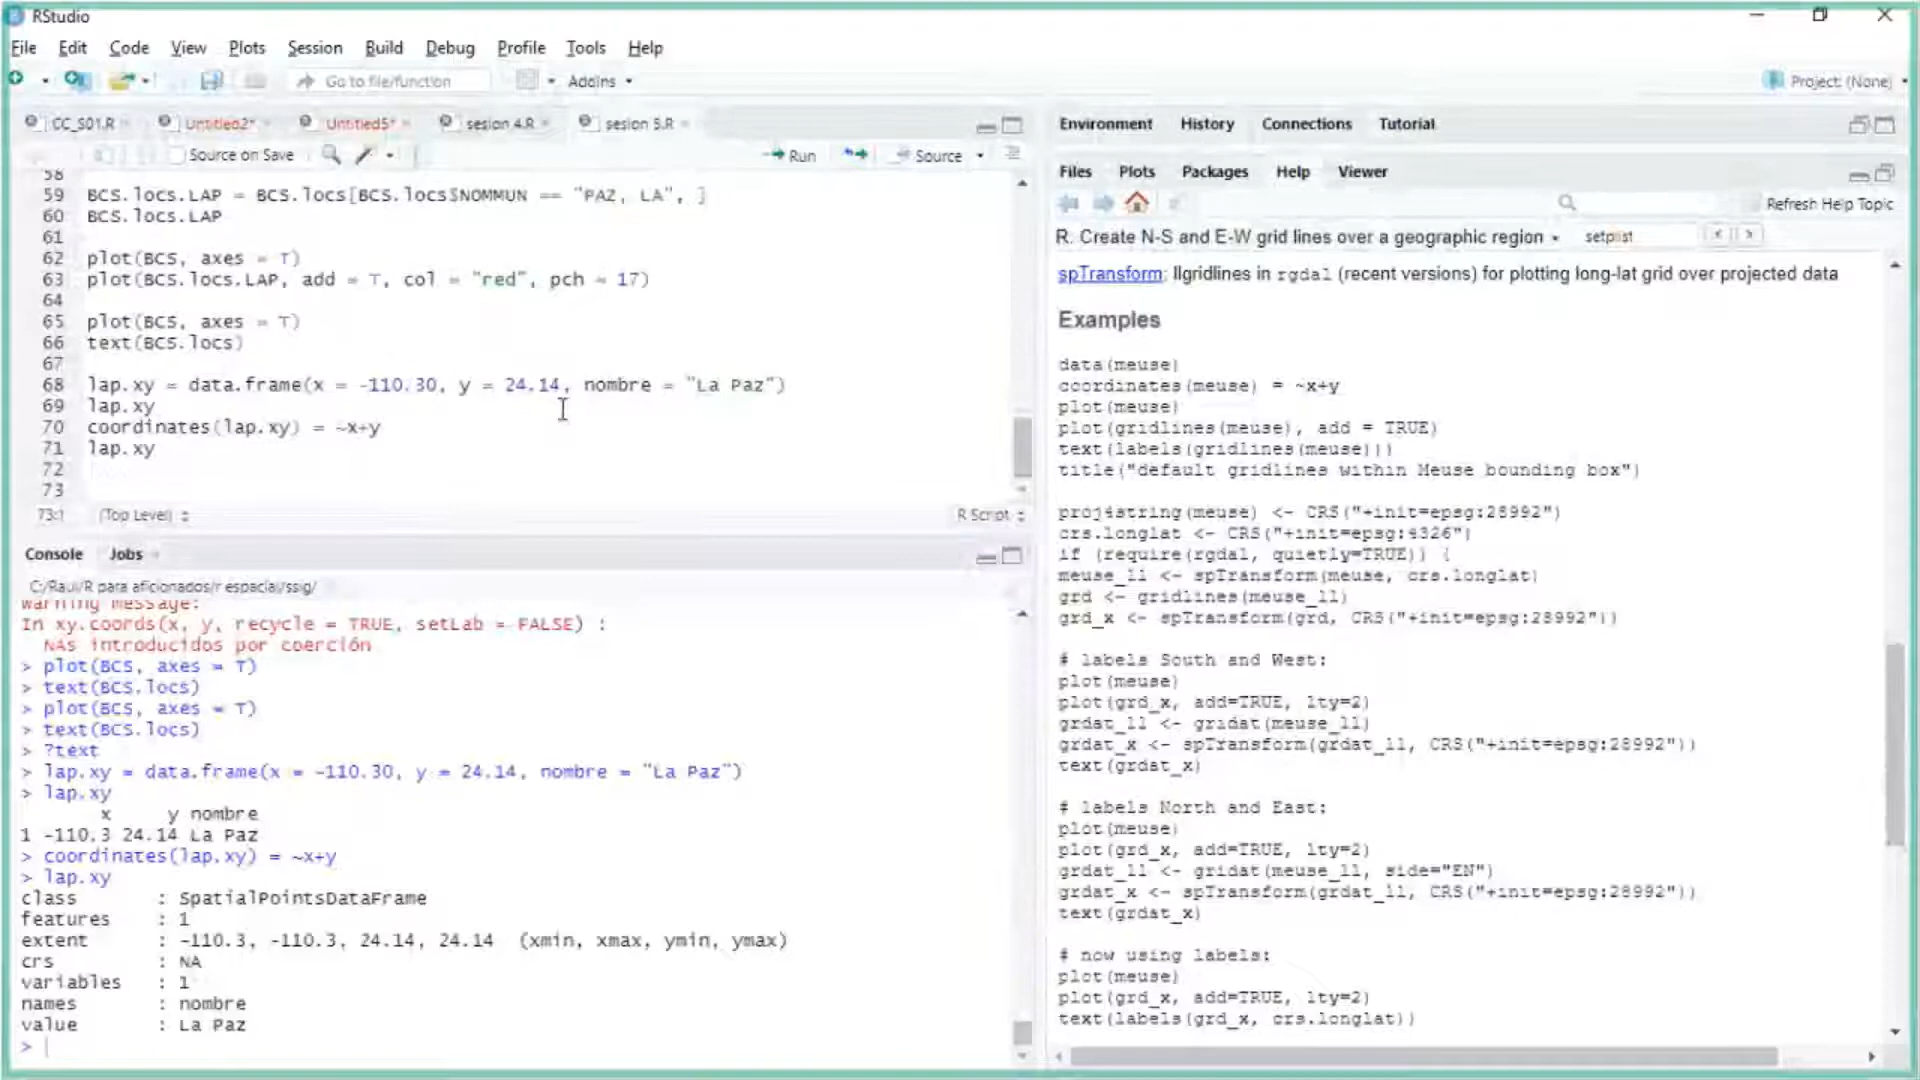 RStudio
File Edit Code View Plots Session Build Debug Profile Tools Help
Go to file/function Addins Project: (None)
CC_S01.R Untitled2* Untitled5* sesion 4.R sesion 5.R
Source on Save Run Source
58
59 BCS.locs.LAP = BCS.locs[BCS.locs$NOMMUN == "PAZ, LA", ]
60 BCS.locs.LAP
61
62 plot(BCS, axes = T)
63 plot(BCS.locs.LAP, add = T, col = "red", pch = 17)
64
65 plot(BCS, axes = T)
66 text(BCS.locs)
67
68 lap.xy = data.frame(x = -110.30, y = 24.14, nombre = "La Paz")
69 lap.xy
70 coordinates(lap.xy) = ~x+y
71 lap.xy
72
73
73:1 (Top Level) R Script
Console Jobs
C:/Raul/R para aficionados/r espacial/ssig/
Warning message:
In xy.coords(x, y, recycle = TRUE, setLab = FALSE) :
NAs introducidos por coerción
> plot(BCS, axes = T)
> text(BCS.locs)
> plot(BCS, axes = T)
> text(BCS.locs)
> ?text
> lap.xy = data.frame(x = -110.30, y = 24.14, nombre = "La Paz")
> lap.xy
x y nombre
1 -110.3 24.14 La Paz
> coordinates(lap.xy) = ~x+y
> lap.xy
class : SpatialPointsDataFrame
features : 1
extent : -110.3, -110.3, 24.14, 24.14 (xmin, xmax, ymin, ymax)
crs : NA
variables : 1
names : nombre
value : La Paz
>
Environment History Connections Tutorial
Files Plots Packages Help Viewer
Refresh Help Topic
R: Create N-S and E-W grid lines over a geographic region
spTransform; llgridlines in rgdal (recent versions) for plotting long-lat grid over projected data
Examples
data(meuse)
coordinates(meuse) = ~x+y
plot(meuse)
plot(gridlines(meuse), add = TRUE)
text(labels(gridlines(meuse)))
title("default gridlines within Meuse bounding box")
proj4string(meuse) <- CRS("+init=epsg:28992")
crs.longlat <- CRS("+init=epsg:4326")
if (require(rgdal, quietly=TRUE)) {
meuse_ll <- spTransform(meuse, crs.longlat)
grd <- gridlines(meuse_ll)
grd_x <- spTransform(grd, CRS("+init=epsg:28992"))
# labels South and West:
plot(meuse)
plot(grd_x, add=TRUE, lty=2)
grdat_ll <- gridat(meuse_ll)
grdat_x <- spTransform(grdat_ll, CRS("+init=epsg:28992"))
text(grdat_x)
# labels North and East:
plot(meuse)
plot(grd_x, add=TRUE, lty=2)
grdat_ll <- gridat(meuse_ll, side="EN")
grdat_x <- spTransform(grdat_ll, CRS("+init=epsg:28992"))
text(grdat_x)
# now using labels:
plot(meuse)
plot(grd_x, add=TRUE, lty=2)
text(labels(grd_x, crs.longlat))